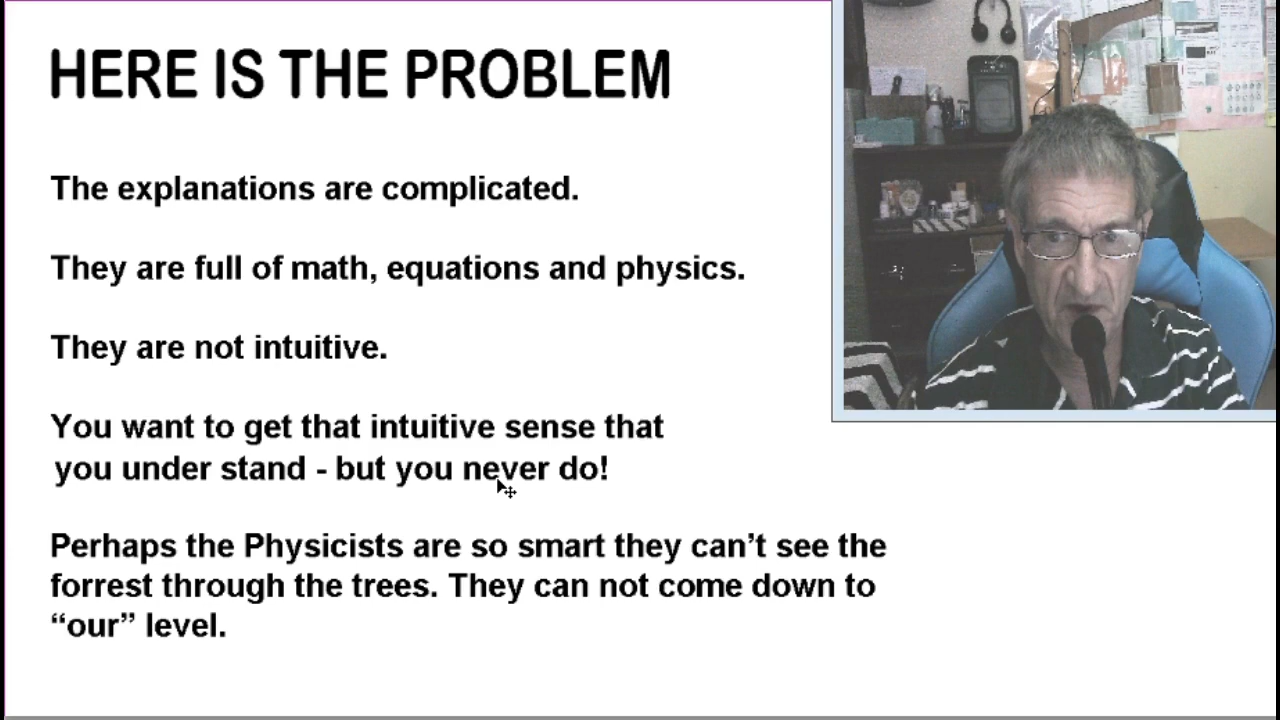 HERE IS THE PROBLEM
The explanations are complicated.
They are full of math, equations and physics.
They are not intuitive.
You want to get that intuitive sense that
you under stand - but you never do!
Perhaps the Physicists are so smart they can’t see the
forrest through the trees. They can not come down to
“our” level.